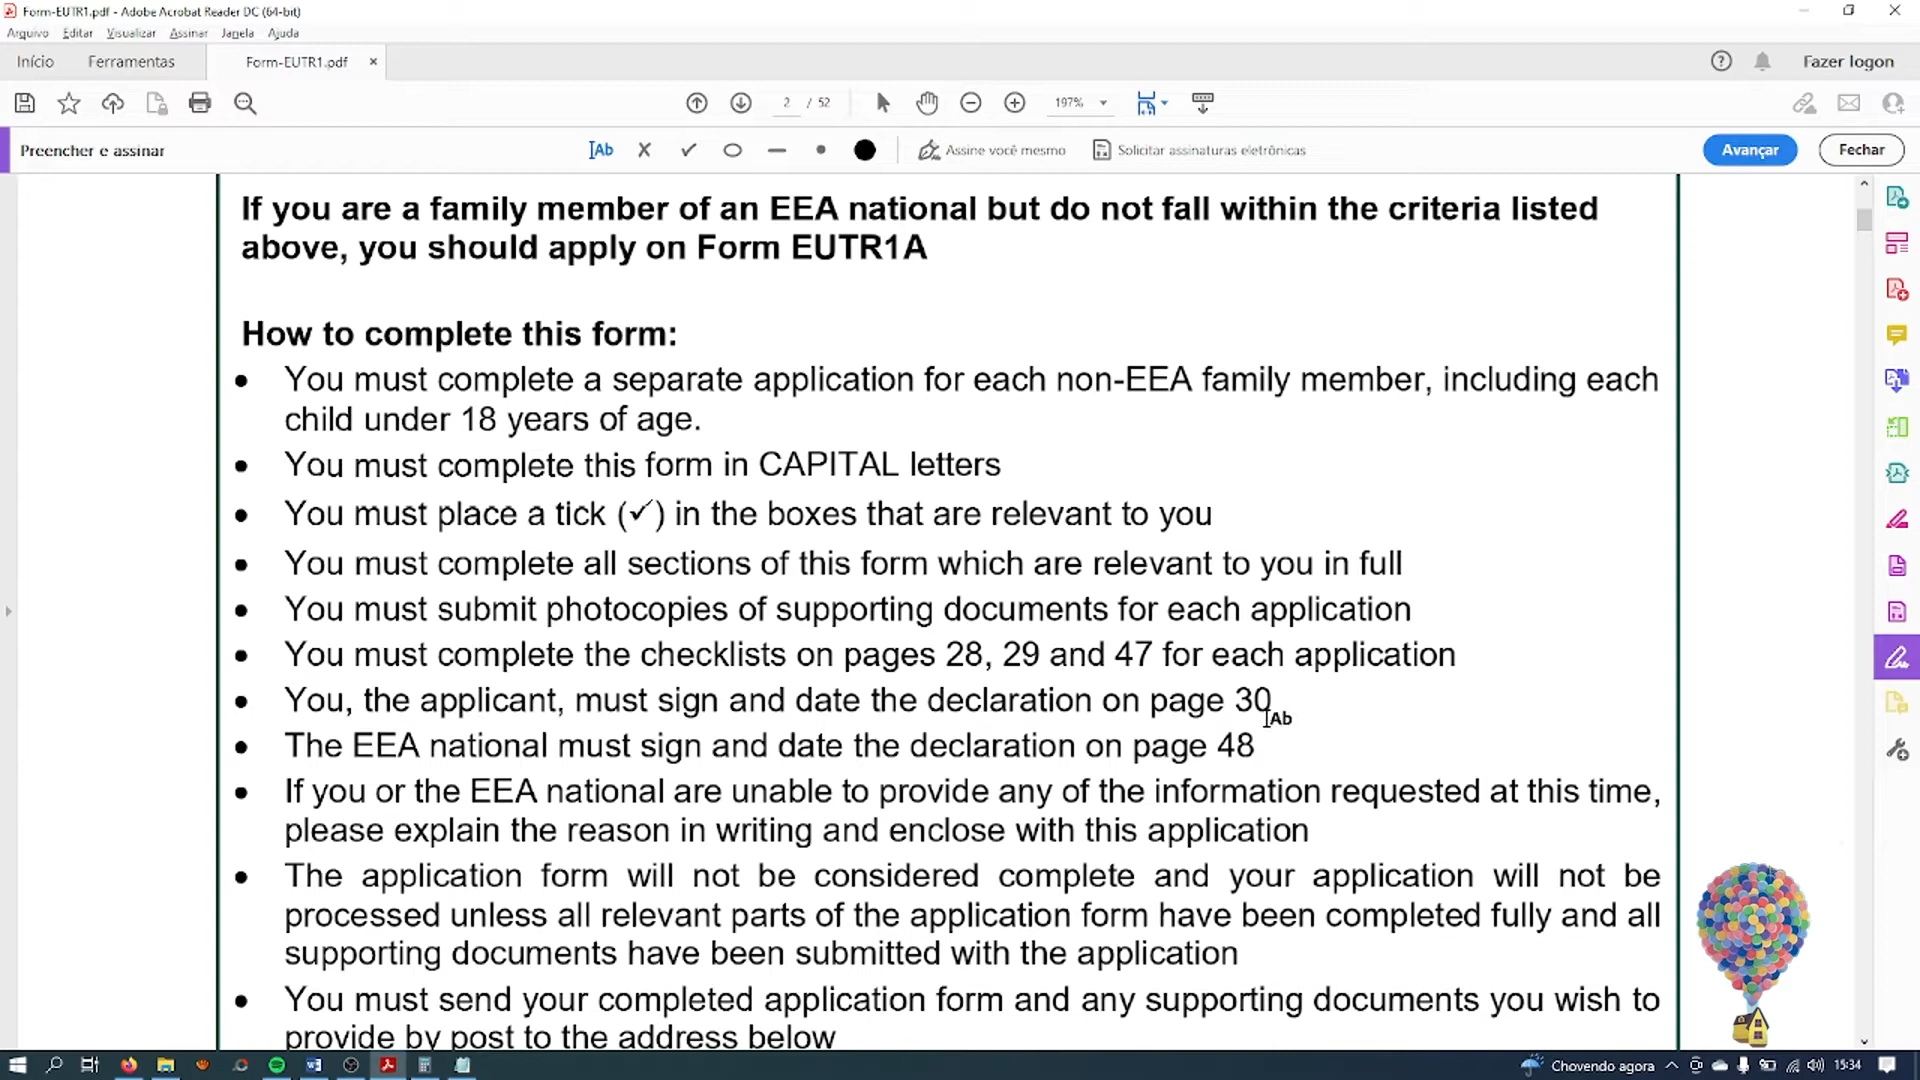 Form-EUTR1.pdf - Adobe Acrobat Reader DC (64-bit)
Arquivo Editar Visualizar Assinar Janela Ajuda
Início Ferramentas Form-EUTR1.pdf × Fazer logon
2 / 52 197%
Preencher e assinar Ab Assine você mesmo Solicitar assinaturas eletrônicas Avançar Fechar
If you are a family member of an EEA national but do not fall within the criteria listed
above, you should apply on Form EUTR1A
How to complete this form:
• You must complete a separate application for each non-EEA family member, including each
child under 18 years of age.
• You must complete this form in CAPITAL letters
• You must place a tick (✓) in the boxes that are relevant to you
• You must complete all sections of this form which are relevant to you in full
• You must submit photocopies of supporting documents for each application
• You must complete the checklists on pages 28, 29 and 47 for each application
• You, the applicant, must sign and date the declaration on page 30
Ab
• The EEA national must sign and date the declaration on page 48
• If you or the EEA national are unable to provide any of the information requested at this time,
please explain the reason in writing and enclose with this application
• The application form will not be considered complete and your application will not be
processed unless all relevant parts of the application form have been completed fully and all
supporting documents have been submitted with the application
• You must send your completed application form and any supporting documents you wish to
provide by post to the address below
Chovendo agora 15:34